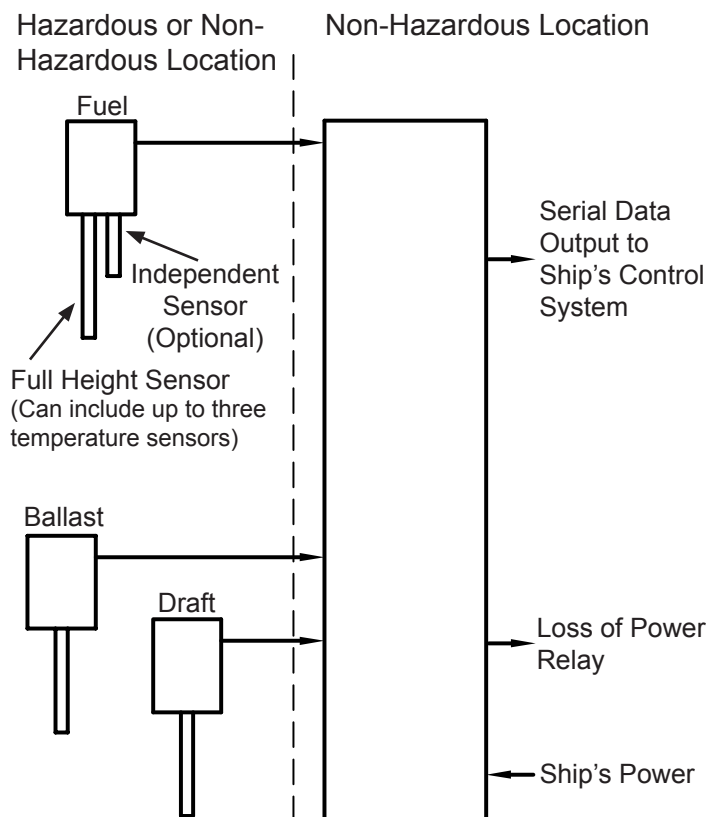 Hazardous or Non-
Hazardous Location
Non-Hazardous Location
Fuel
Independent
Sensor
(Optional)
Full Height Sensor
(Can include up to three
temperature sensors)
Serial Data
Output to
Ship's Control
System
Ballast
Draft
Loss of Power
Relay
Ship's Power